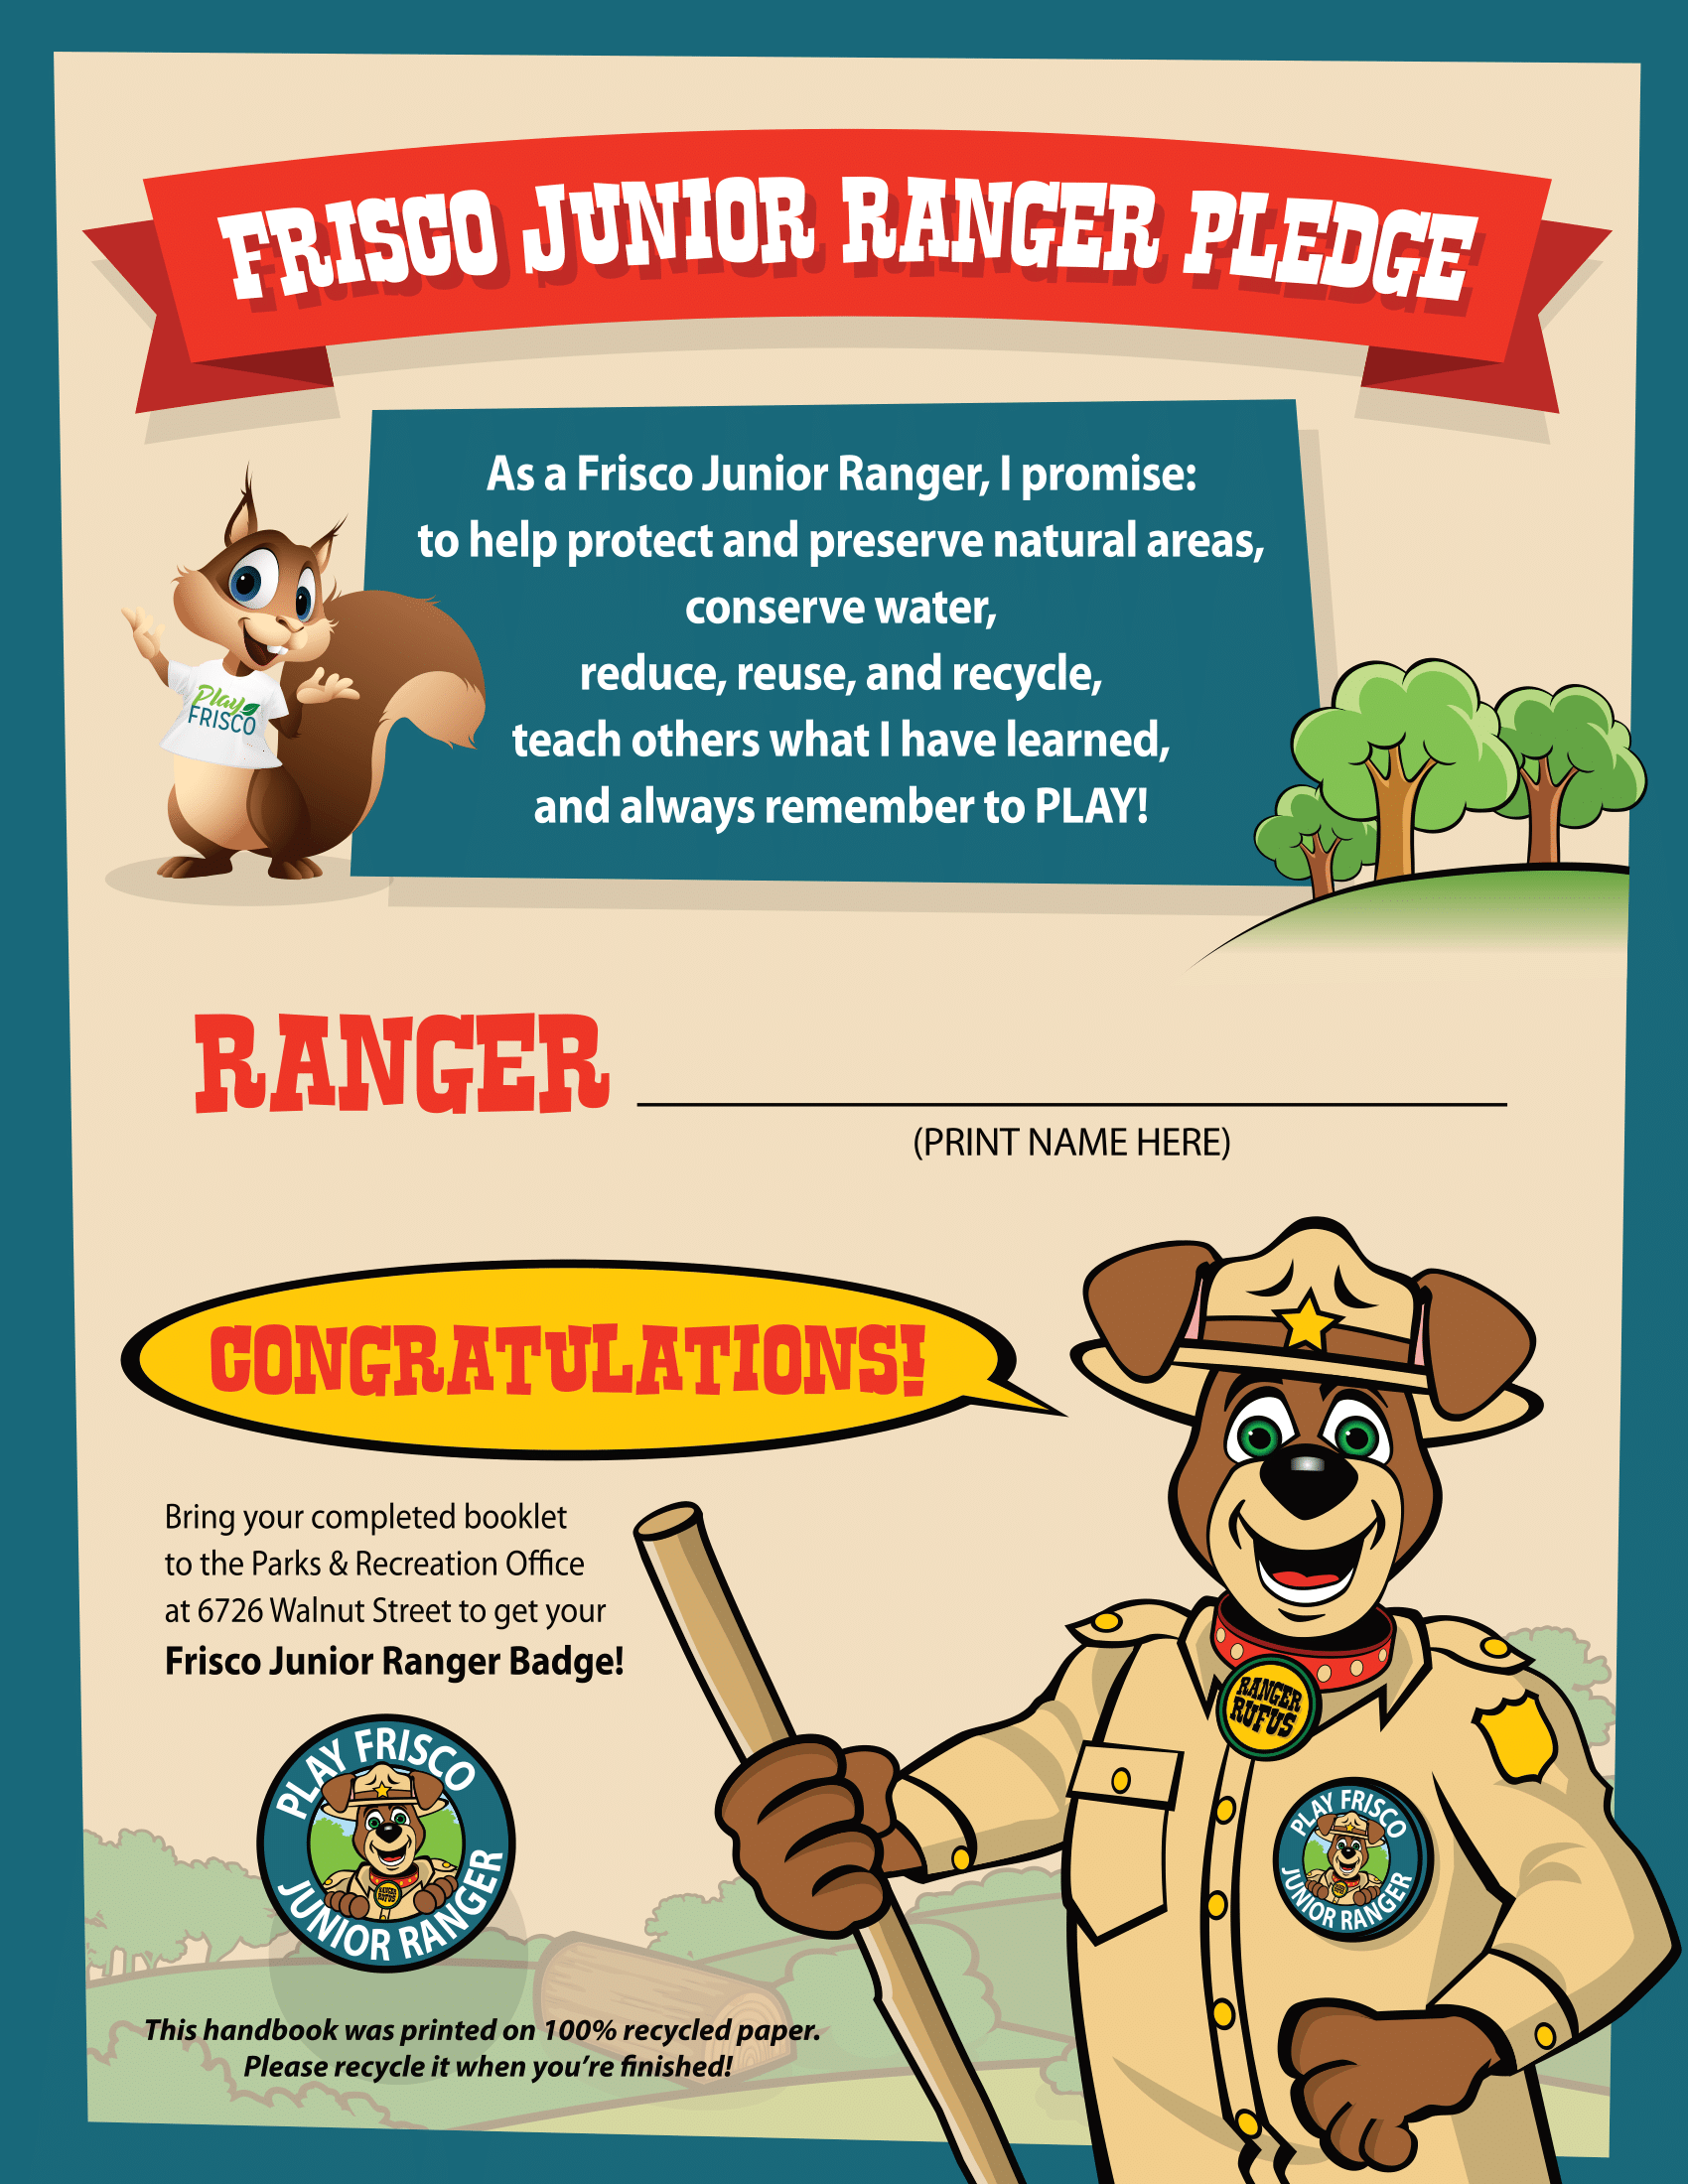 FRISCO JUNIOR RANGER PLEDGE
As a Frisco Junior Ranger, I promise:
to help protect and preserve natural areas,
conserve water,
reduce, reuse, and recycle,
teach others what I have learned,
and always remember to PLAY!
Play
FRISCO
RANGER
(PRINT NAME HERE)
CONGRATULATIONS!
Bring your completed booklet
to the Parks & Recreation Office
at 6726 Walnut Street to get your
Frisco Junior Ranger Badge!
RANGER
RUFUS
PLAY FRISCO
JUNIOR RANGER
RANGER
RUFUS
PLAY FRISCO
JUNIOR RANGER
This handbook was printed on 100% recycled paper.
Please recycle it when you're finished!